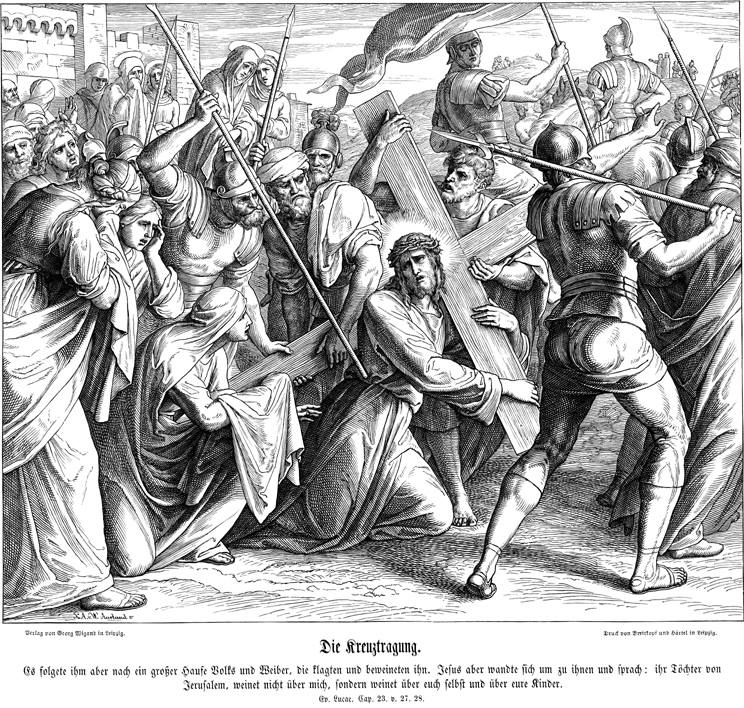 Verlag von Georg Wigand in Leipzig.
Druck von Breitkopf und Härtel in Leipzig.
Die Kreuztragung.
Es folgete ihm aber nach ein großer Haufe Volks und Weiber, die klagten und beweineten ihn. Jesus aber wandte sich um zu ihnen und sprach: ihr Töchter von
Jerusalem, weinet nicht über mich, sondern weinet über euch selbst und über eure Kinder.
Ev. Lucae. Cap. 23. v. 27. 28.